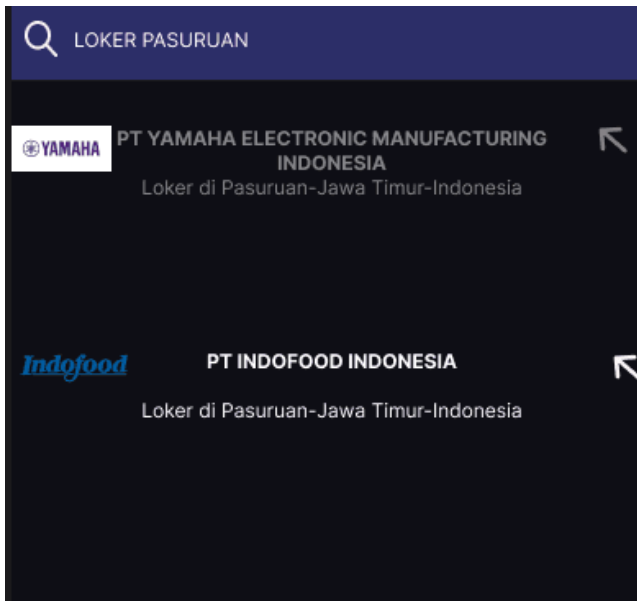 LOKER PASURUAN
YAMAHA
PT YAMAHA ELECTRONIC MANUFACTURING
INDONESIA
Loker di Pasuruan-Jawa Timur-Indonesia
Indofood
PT INDOFOOD INDONESIA
Loker di Pasuruan-Jawa Timur-Indonesia